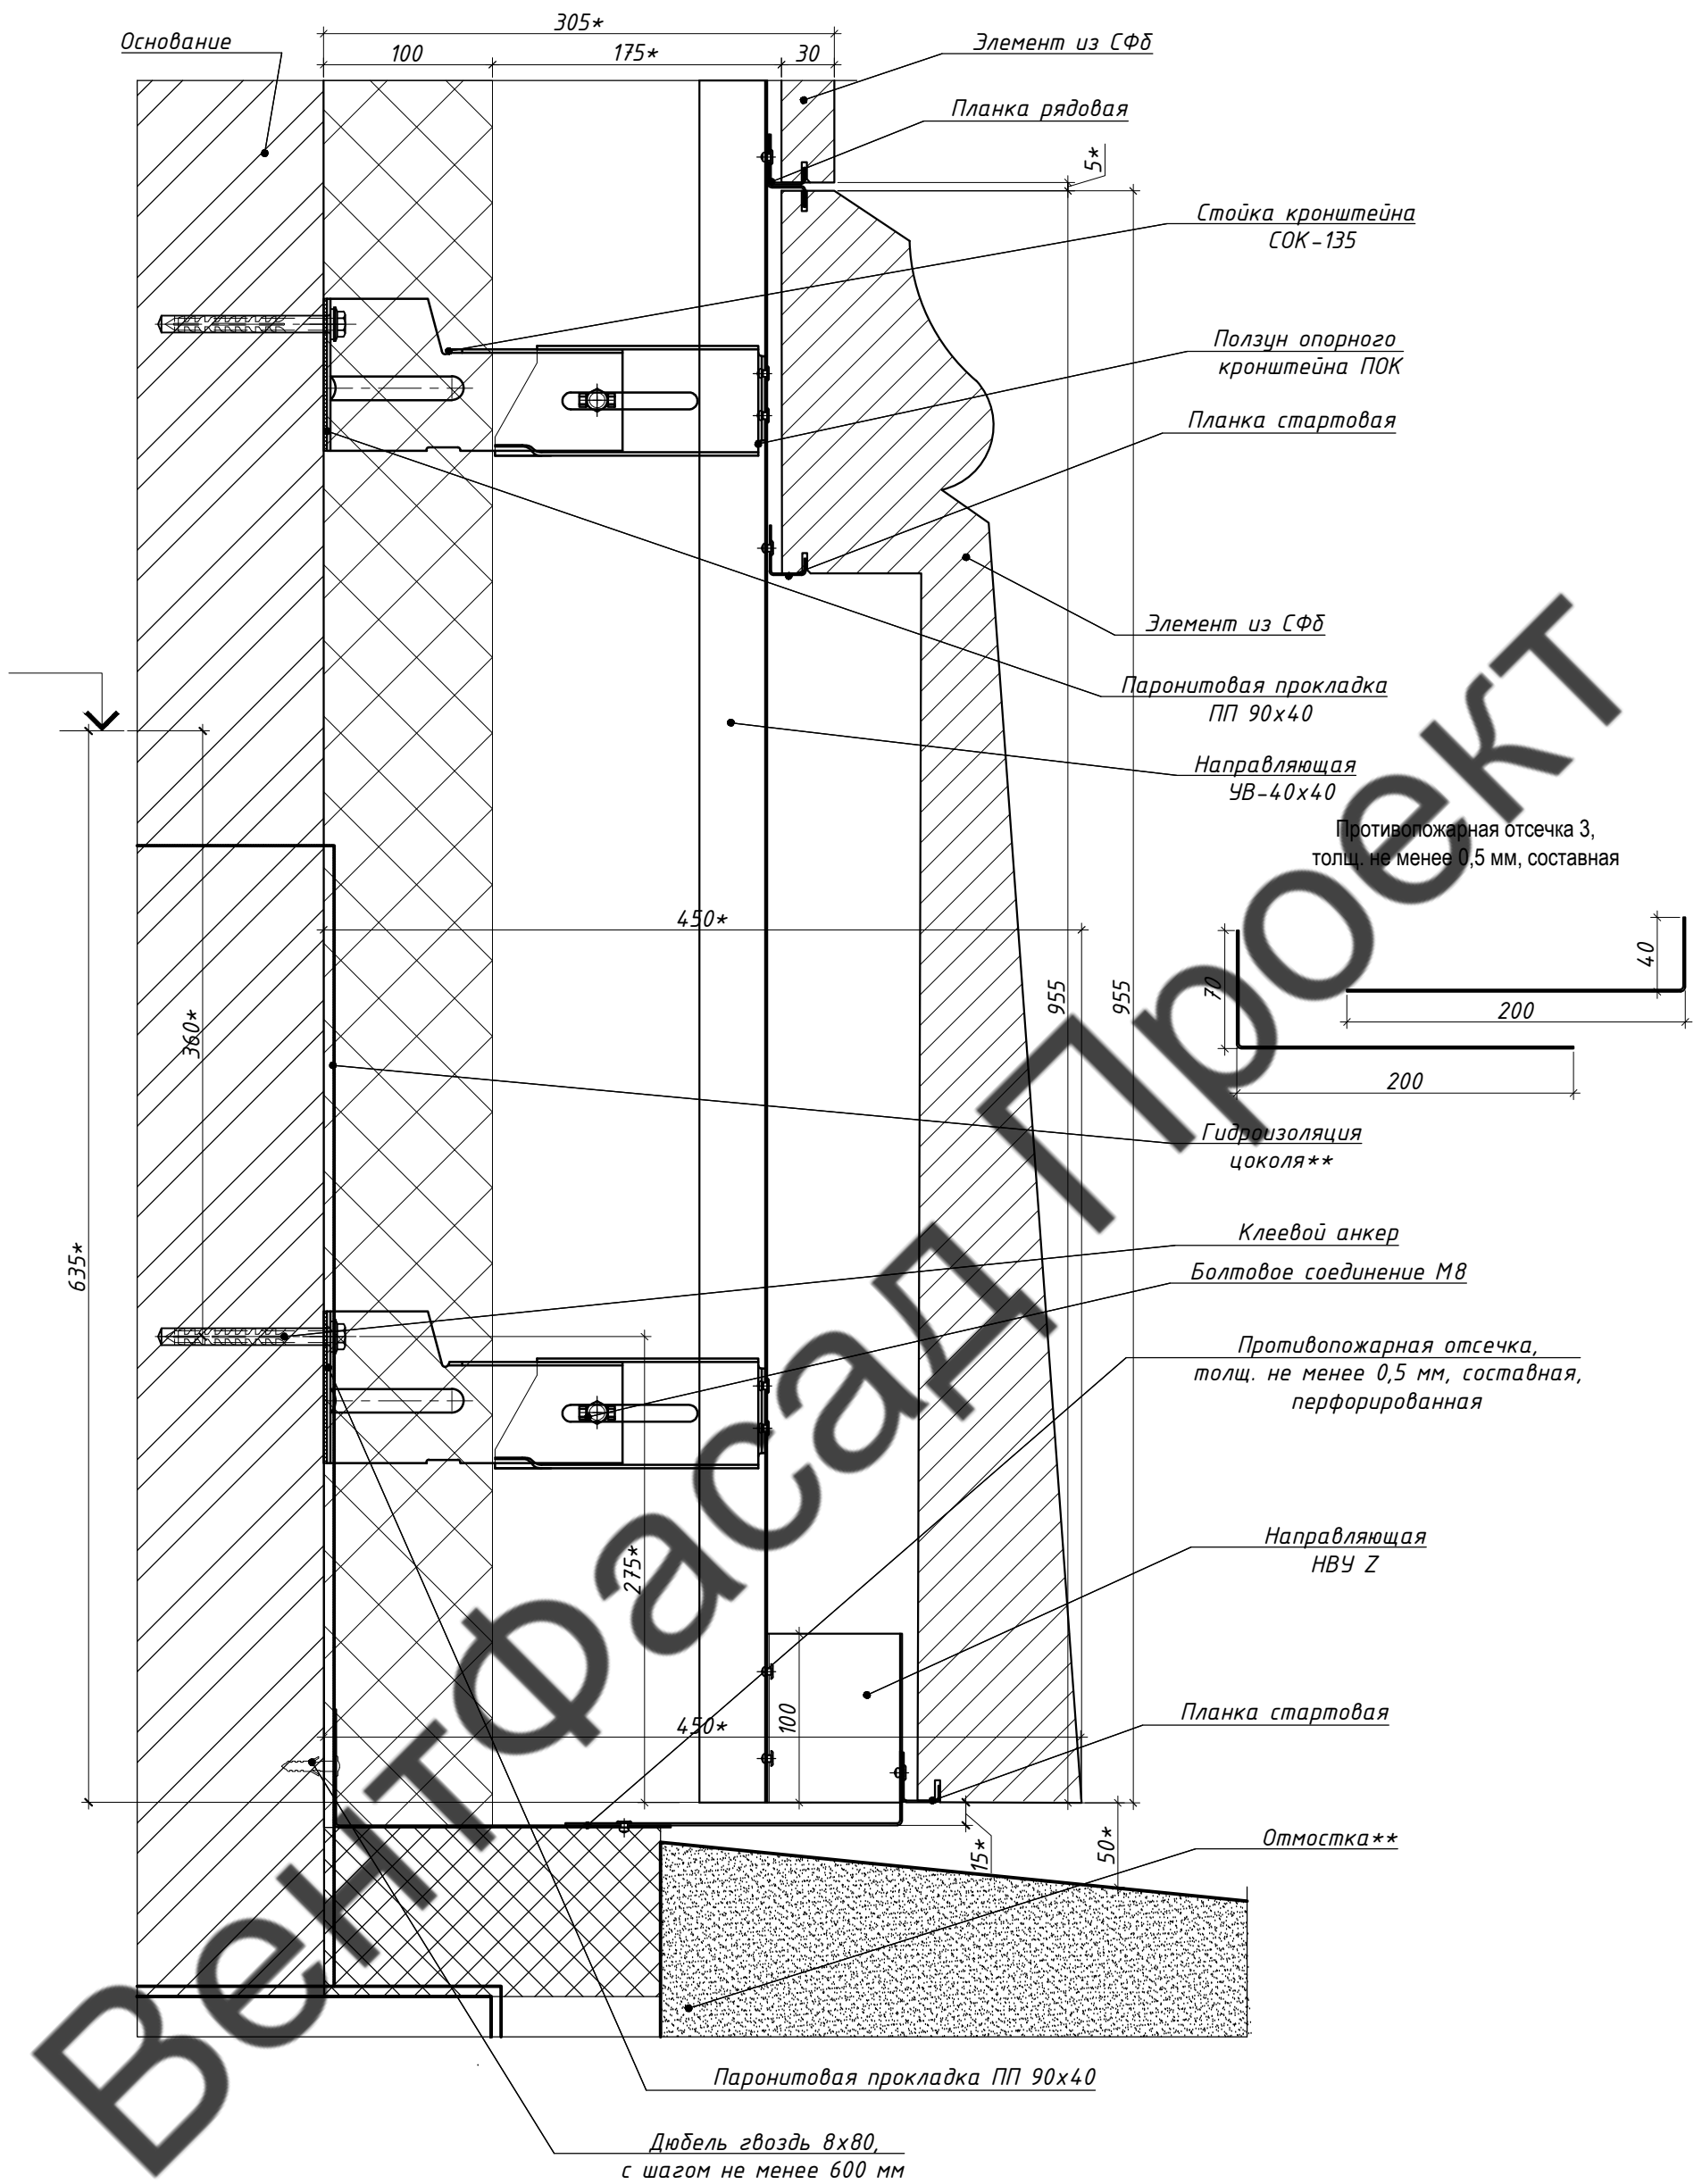 305*
Основание
100
175*
30
Элемент из СФб
Планка рядовая
5*
Стойка кронштейна
СОК-135
Ползун опорного
кронштейна ПОК
Планка стартовая
Элемент из СФб
Паронитовая прокладка
ПП 90х40
Направляющая
УВ-40х40
Противопожарная отсечка 3,
толщ. не менее 0,5 мм, составная
450*
955
955
70
40
200
200
360*
635*
Гидроизоляция
цоколя**
Клеевой анкер
Болтовое соединение М8
Противопожарная отсечка,
толщ. не менее 0,5 мм, составная,
перфорированная
275*
Направляющая
НВУ Z
100
450*
Планка стартовая
15*
50*
Отмостка**
Паронитовая прокладка ПП 90х40
Дюбель гвоздь 8х80,
с шагом не менее 600 мм
ВентФасад Проект